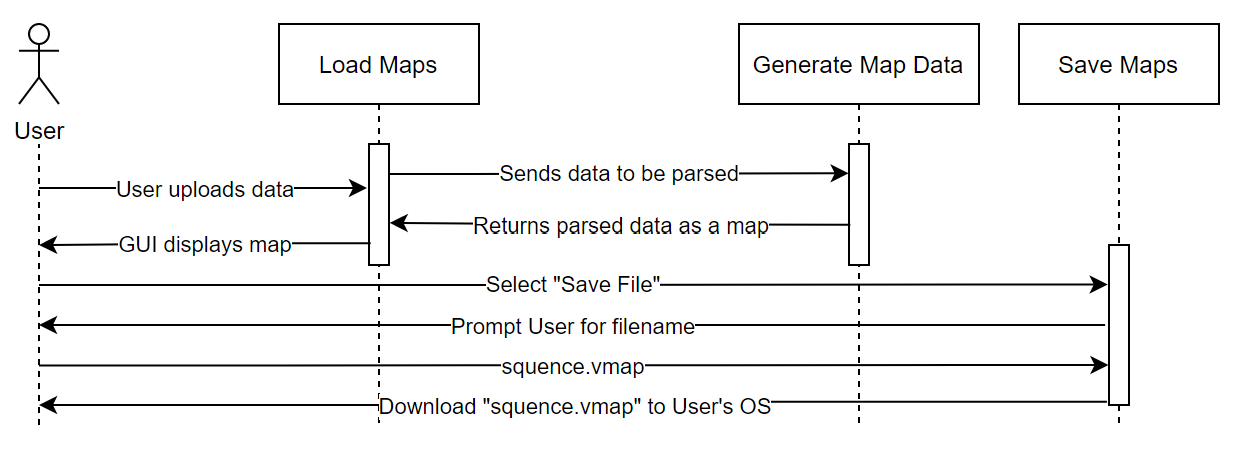 Load Maps
Generate Map Data
Save Maps
User
Sends data to be parsed
User uploads data
Returns parsed data as a map
GUI displays map
Select "Save File"
Prompt User for filename
squence.vmap
Download "squence.vmap" to User's OS